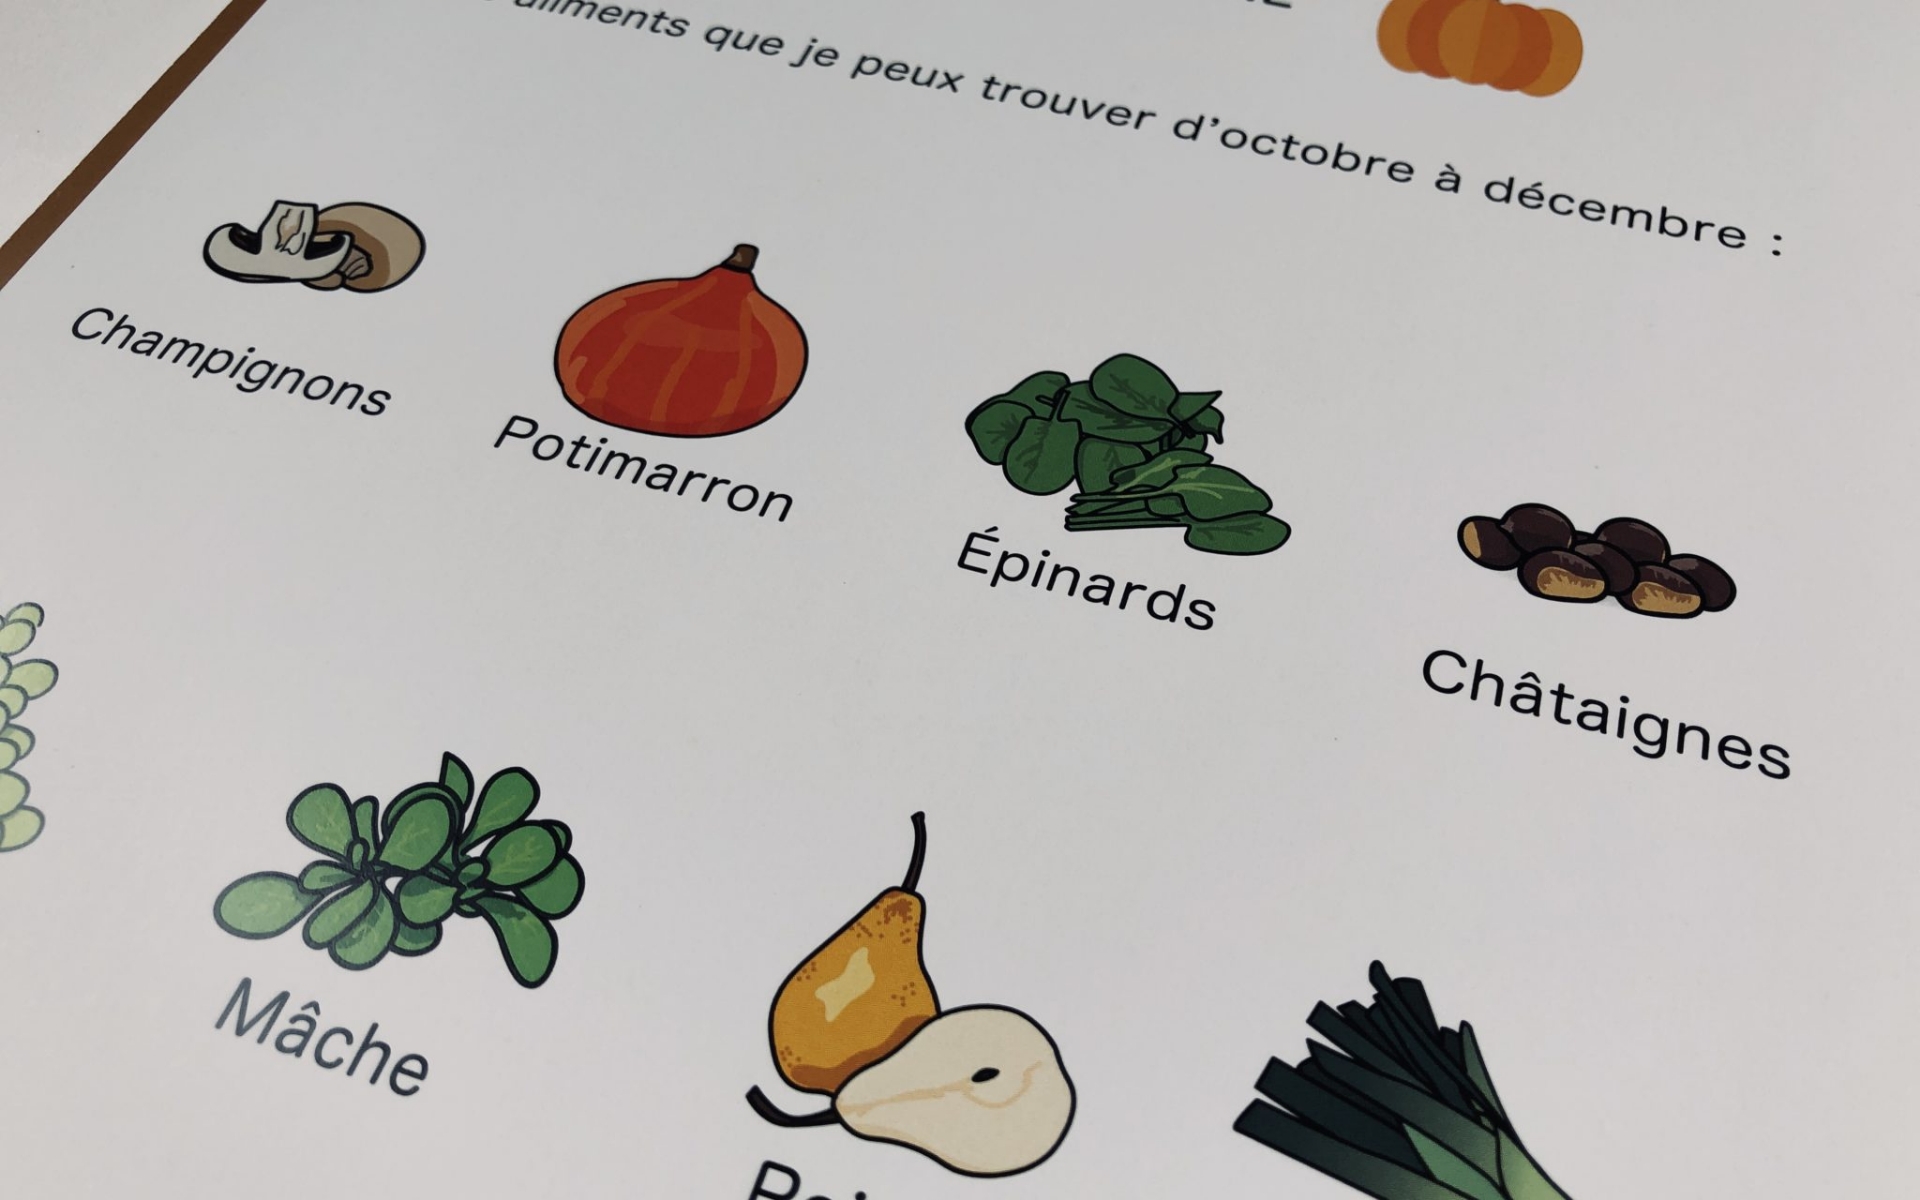 aliments que je peux trouver d'octobre à décembre :
Champignons
Potimarron
Épinards
Châtaignes
Mâche